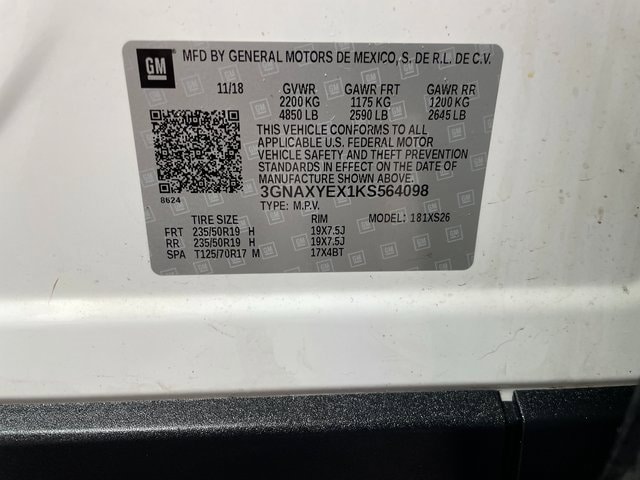 GM MFD BY GENERAL MOTORS DE MEXICO, S. DE R.L. DE C.V.
11/18 GVWR GAWR FRT GAWR RR
2200 KG 1175 KG 1200 KG
4850 LB 2590 LB 2645 LB
THIS VEHICLE CONFORMS TO ALL
APPLICABLE U.S. FEDERAL MOTOR
VEHICLE SAFETY AND THEFT PREVENTION
STANDARDS IN EFFECT ON THE DATE OF
MANUFACTURE SHOWN ABOVE.
8624 3GNAXYEX1KS564098
TYPE: M.P.V.
TIRE SIZE RIM MODEL: 181XS26
FRT 235/50R19 H 19X7.5J
RR 235/50R19 H 19X7.5J
SPA T125/70R17 M 17X4BT